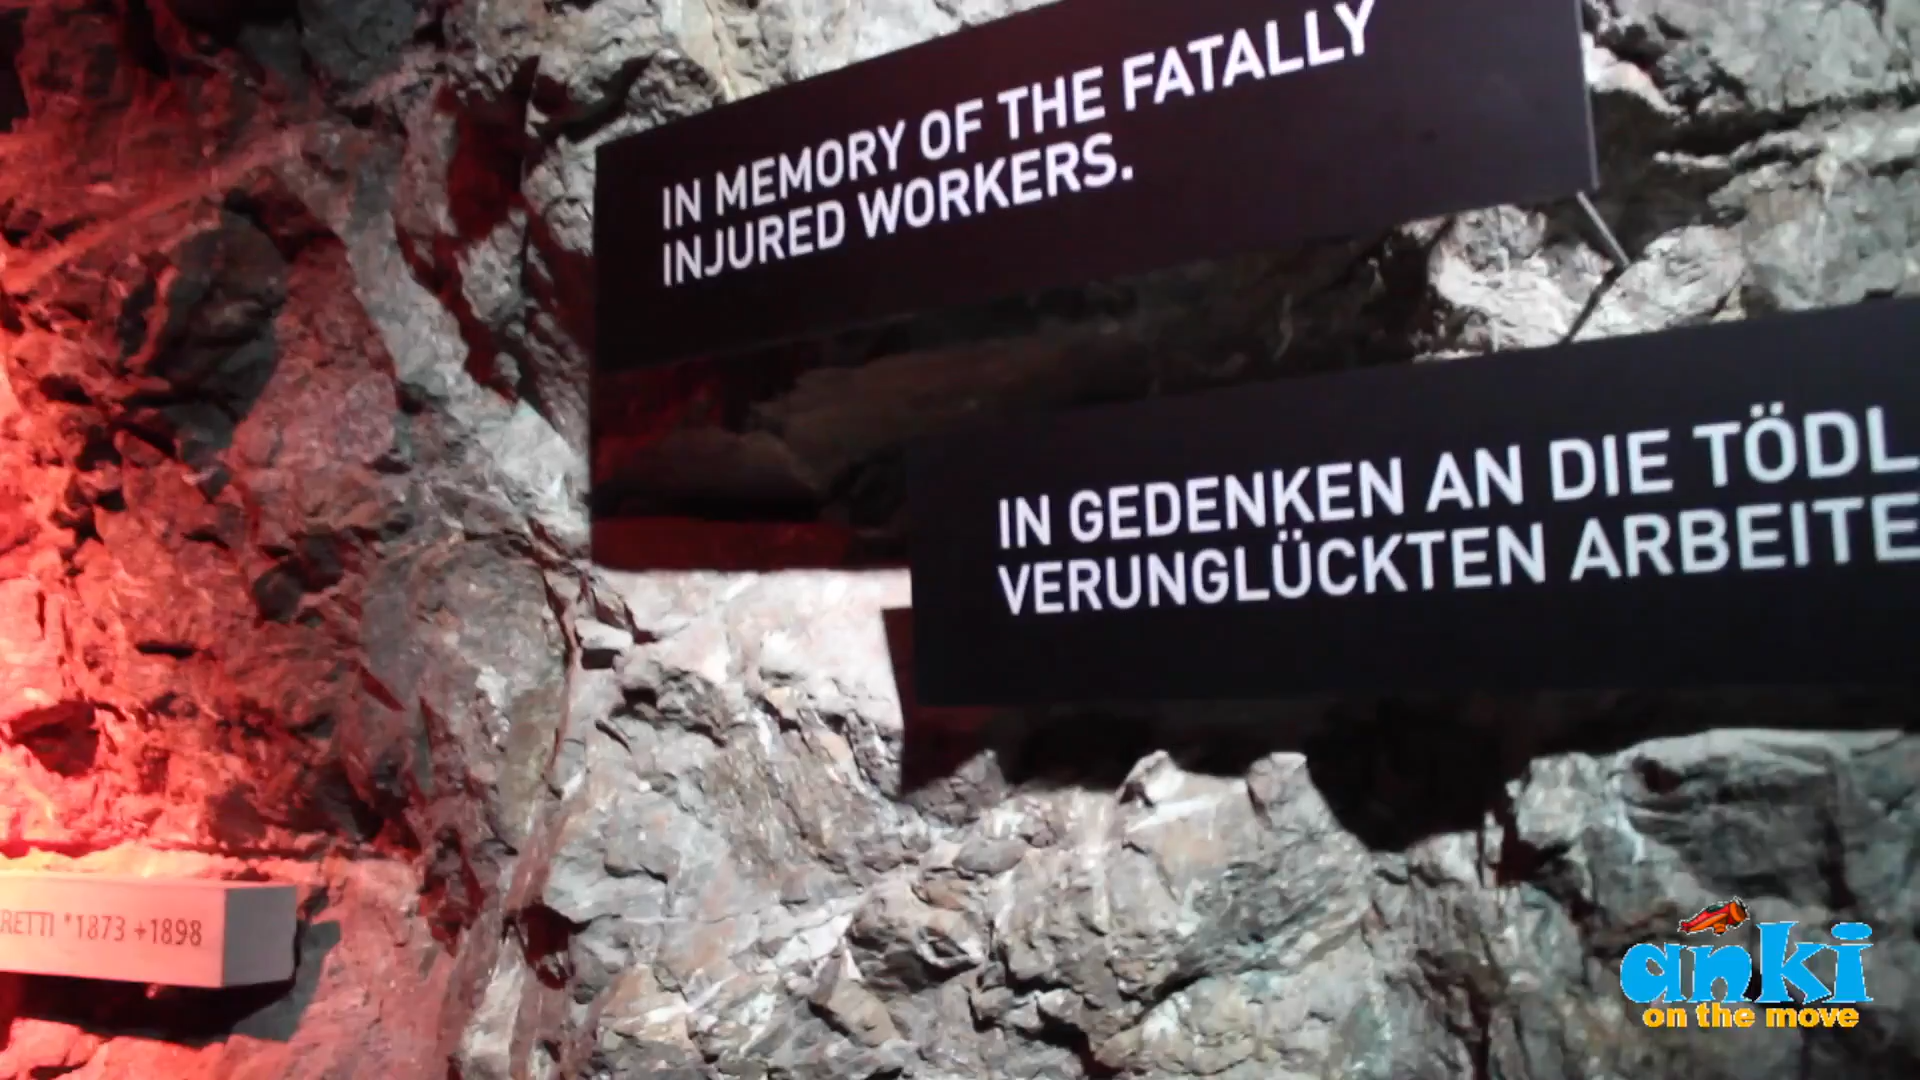 IN MEMORY OF THE FATALLY
INJURED WORKERS.
IN GEDENKEN AN DIE TÖDL
VERUNGLÜCKTEN ARBEITE
RETTI *1873 +1898
anki
on the move